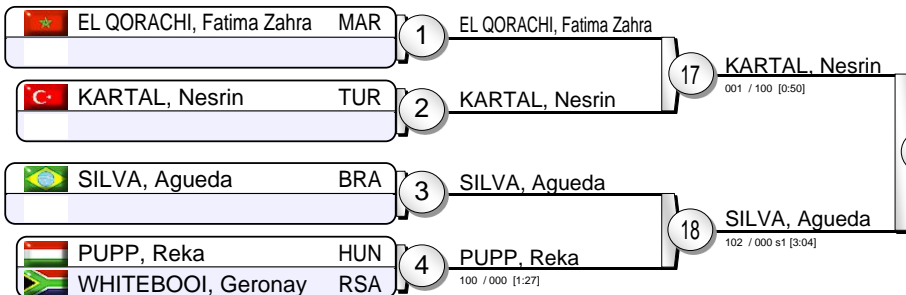 EL QORACHI, Fatima Zahra MAR
1
EL QORACHI, Fatima Zahra
17
KARTAL, Nesrin
001 / 100 [0:50]
KARTAL, Nesrin TUR
2
KARTAL, Nesrin
SILVA, Agueda BRA
3
SILVA, Agueda
18
SILVA, Agueda
102 / 000 s1 [3:04]
PUPP, Reka HUN
WHITEBOOI, Geronay RSA
4
PUPP, Reka
100 / 000 [1:27]